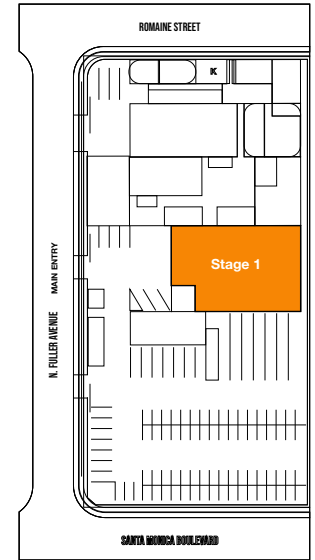 ROMAINE STREET
K
MAIN ENTRY
N. FULLER AVENUE
Stage 1
SANTA MONICA BOULEVARD